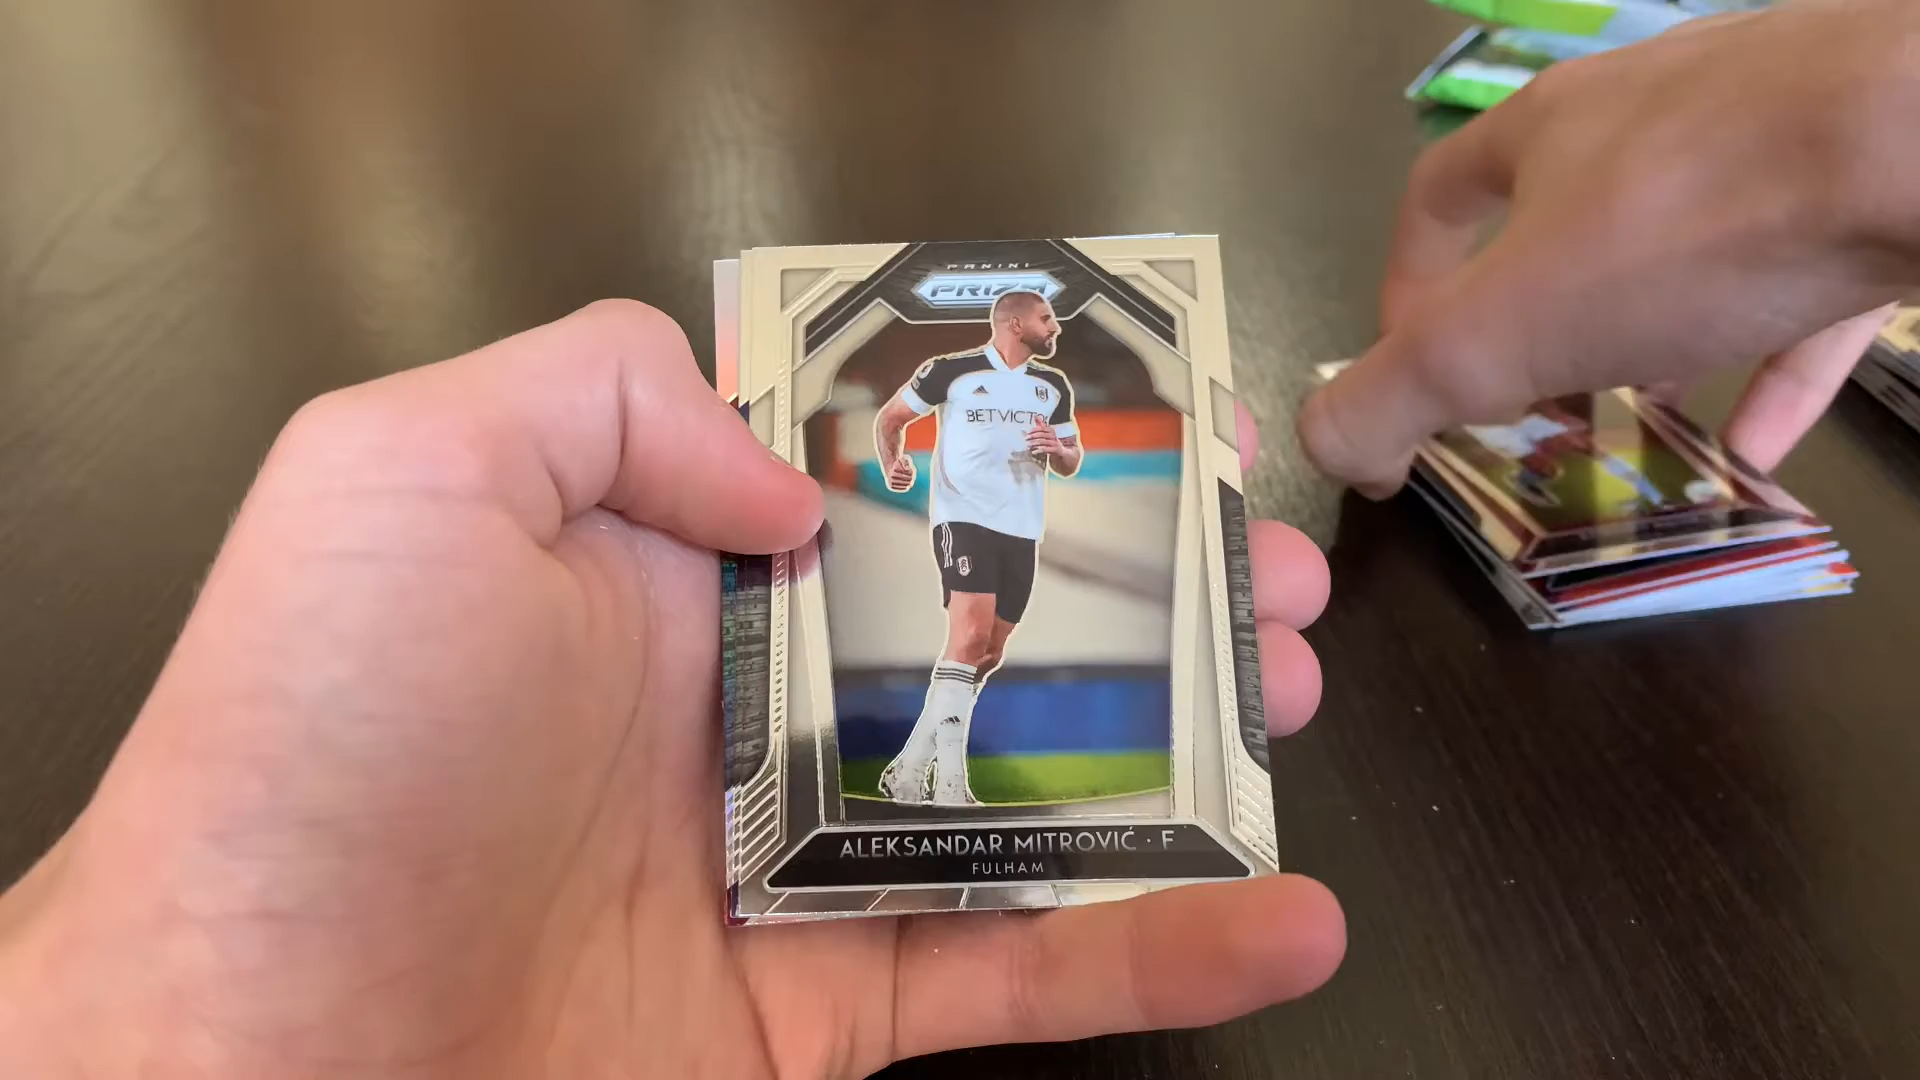 PANINI
PRIZM
BETVICTO
ALEKSANDAR MITROVIĆ · F
FULHAM